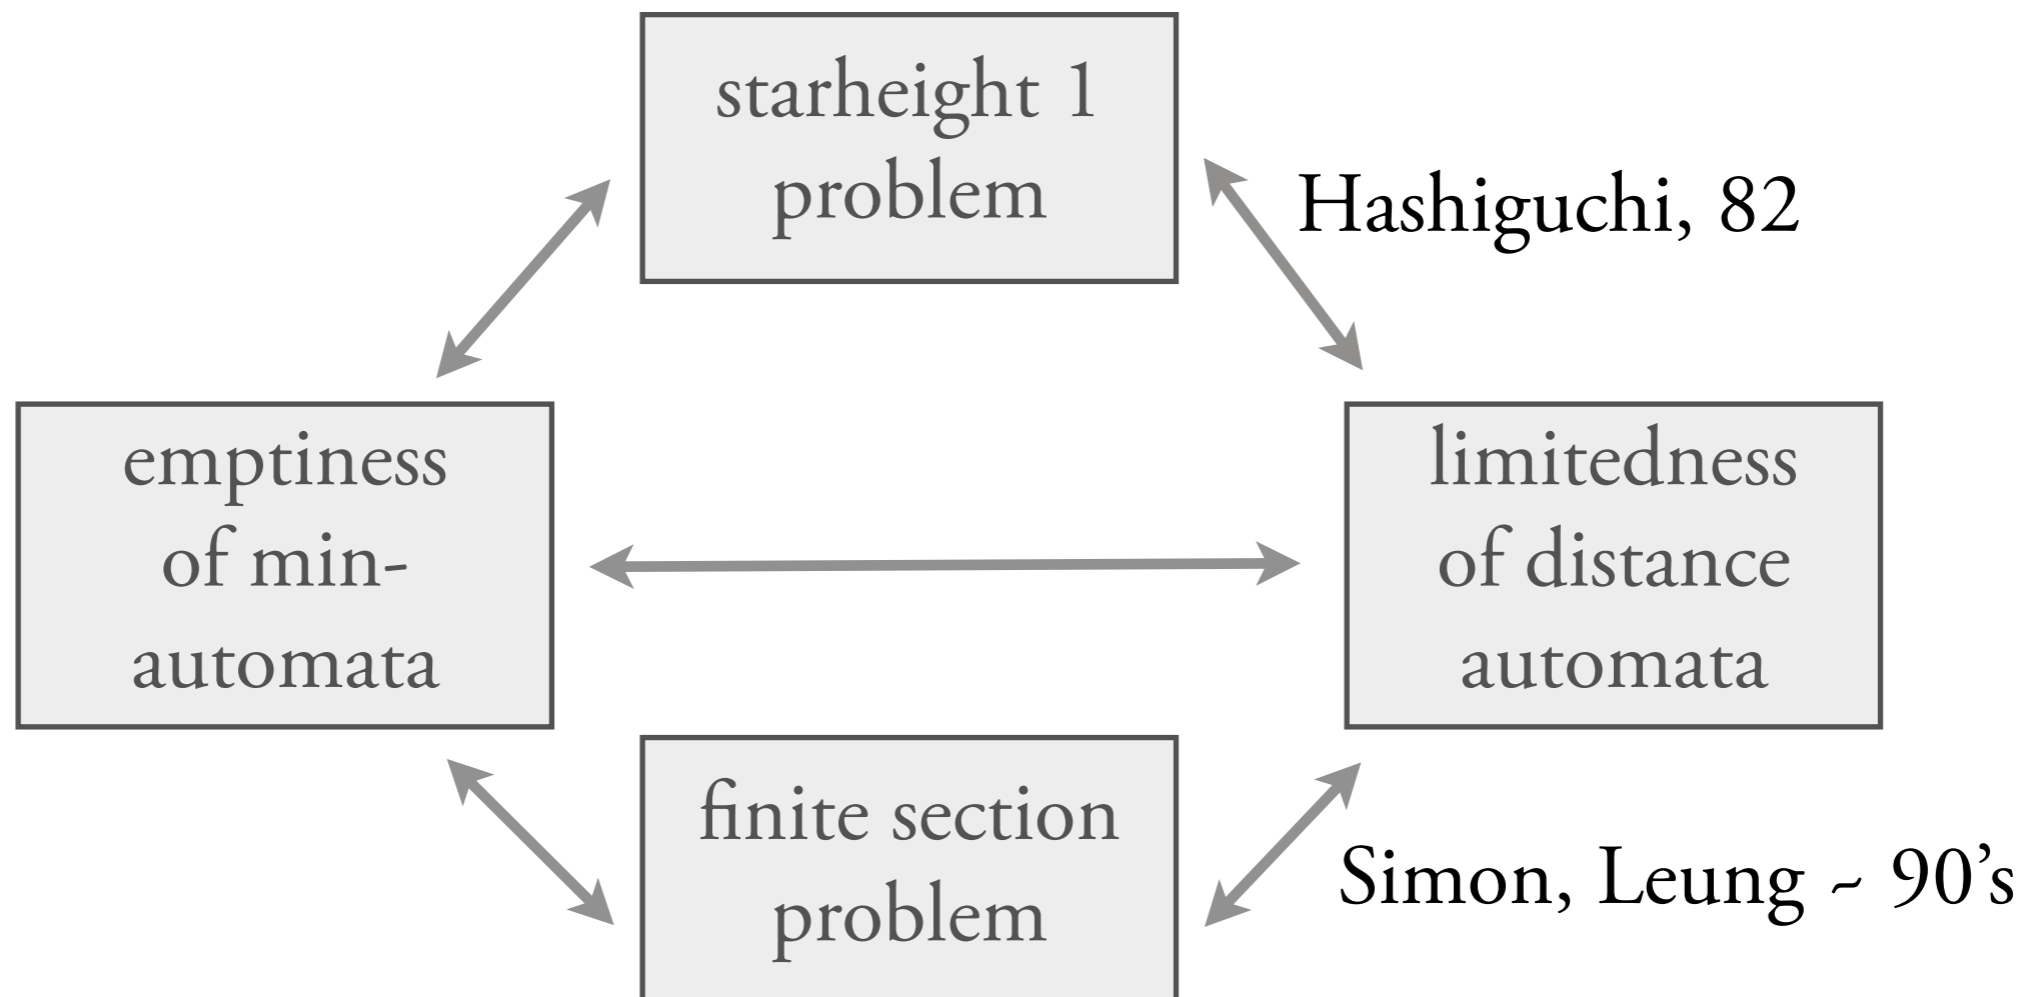 starheight 1
problem
Hashiguchi, 82
emptiness
of min-
automata
limitedness
of distance
automata
finite section
problem
Simon, Leung ~ 90’s